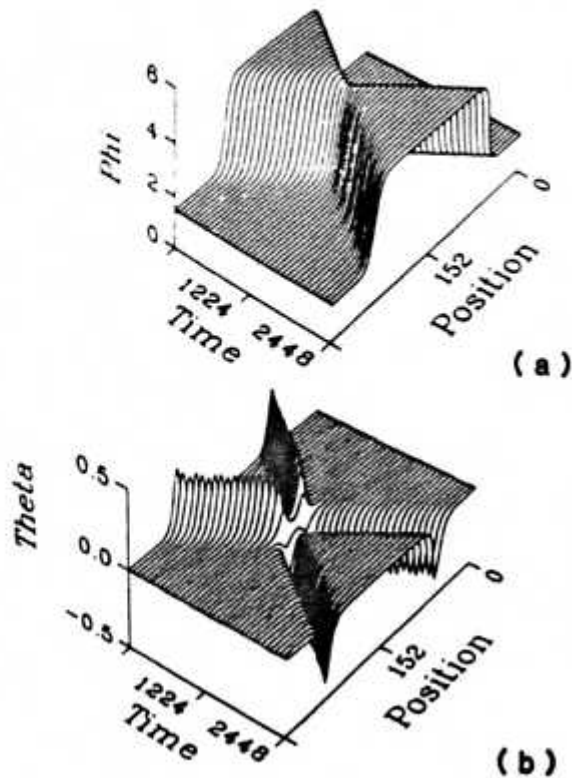 6
4
2
0
Phi
1224
2448
Time
0
152
Position
(a)
0.5
0.0
-0.5
Theta
1224
2448
Time
0
152
Position
(b)